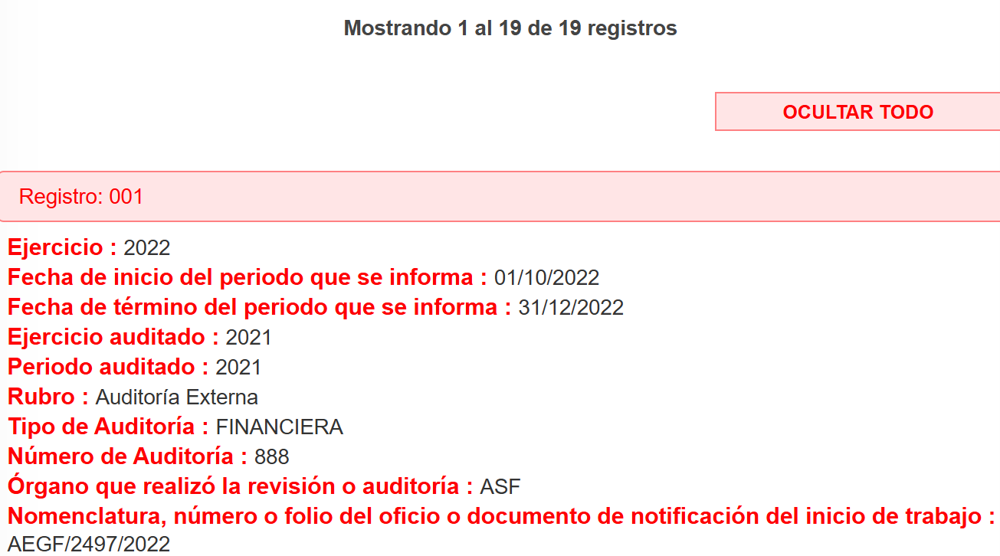 Mostrando 1 al 19 de 19 registros
OCULTAR TODO
Registro: 001
Ejercicio : 2022
Fecha de inicio del periodo que se informa : 01/10/2022
Fecha de término del periodo que se informa : 31/12/2022
Ejercicio auditado : 2021
Periodo auditado : 2021
Rubro : Auditoría Externa
Tipo de Auditoría : FINANCIERA
Número de Auditoría : 888
Órgano que realizó la revisión o auditoría : ASF
Nomenclatura, número o folio del oficio o documento de notificación del inicio de trabajo :
AEGF/2497/2022